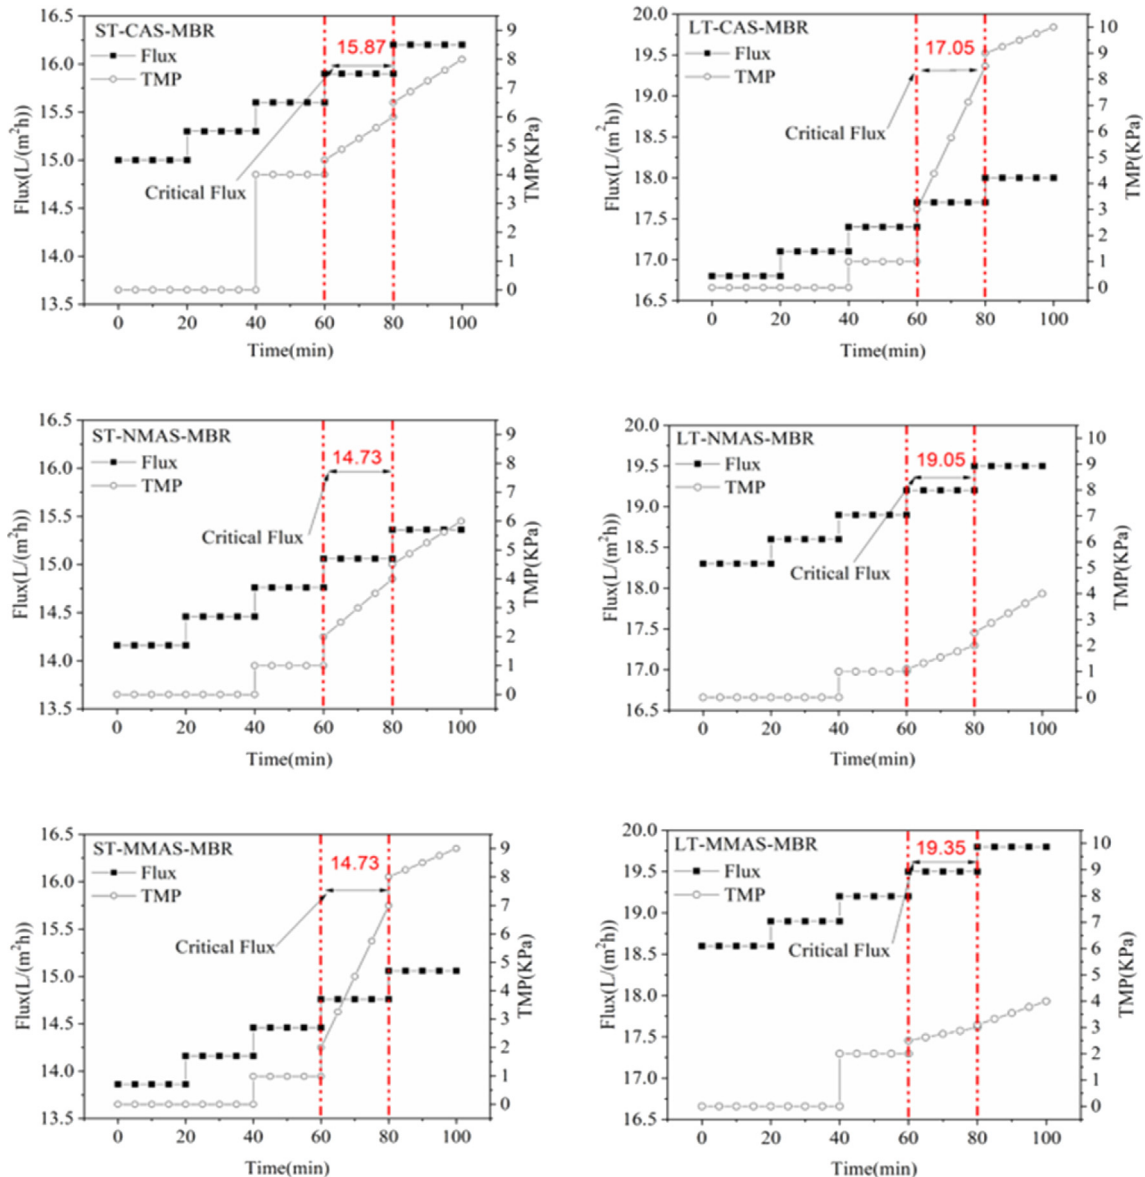 ST-CAS-MBR
Flux
TMP
15.87
Critical Flux
16.5
16.0
15.5
15.0
14.5
14.0
13.5
Flux(L/(m²h))
9
8
7
6
5
4
3
2
1
0
TMP(KPa)
0 20 40 60 80 100
Time(min)
LT-CAS-MBR
Flux
TMP
17.05
Critical Flux
20.0
19.5
19.0
18.5
18.0
17.5
17.0
16.5
Flux(L/(m²h))
10
9
8
7
6
5
4
3
2
1
0
TMP(KPa)
0 20 40 60 80 100
Time(min)
ST-NMAS-MBR
Flux
TMP
14.73
Critical Flux
16.5
16.0
15.5
15.0
14.5
14.0
13.5
Flux(L/(m²h))
9
8
7
6
5
4
3
2
1
0
TMP(KPa)
0 20 40 60 80 100
Time(min)
LT-NMAS-MBR
Flux
TMP
19.05
Critical Flux
20.0
19.5
19.0
18.5
18.0
17.5
17.0
16.5
Flux(L/(m²h))
10
9
8
7
6
5
4
3
2
1
0
TMP(KPa)
0 20 40 60 80 100
Time(min)
ST-MMAS-MBR
Flux
TMP
14.73
Critical Flux
16.5
16.0
15.5
15.0
14.5
14.0
13.5
Flux(L/(m²h))
9
8
7
6
5
4
3
2
1
0
TMP(KPa)
0 20 40 60 80 100
Time(min)
LT-MMAS-MBR
Flux
TMP
19.35
Critical Flux
20.0
19.5
19.0
18.5
18.0
17.5
17.0
16.5
Flux(L/(m²h))
10
9
8
7
6
5
4
3
2
1
0
TMP(KPa)
0 20 40 60 80 100
Time(min)